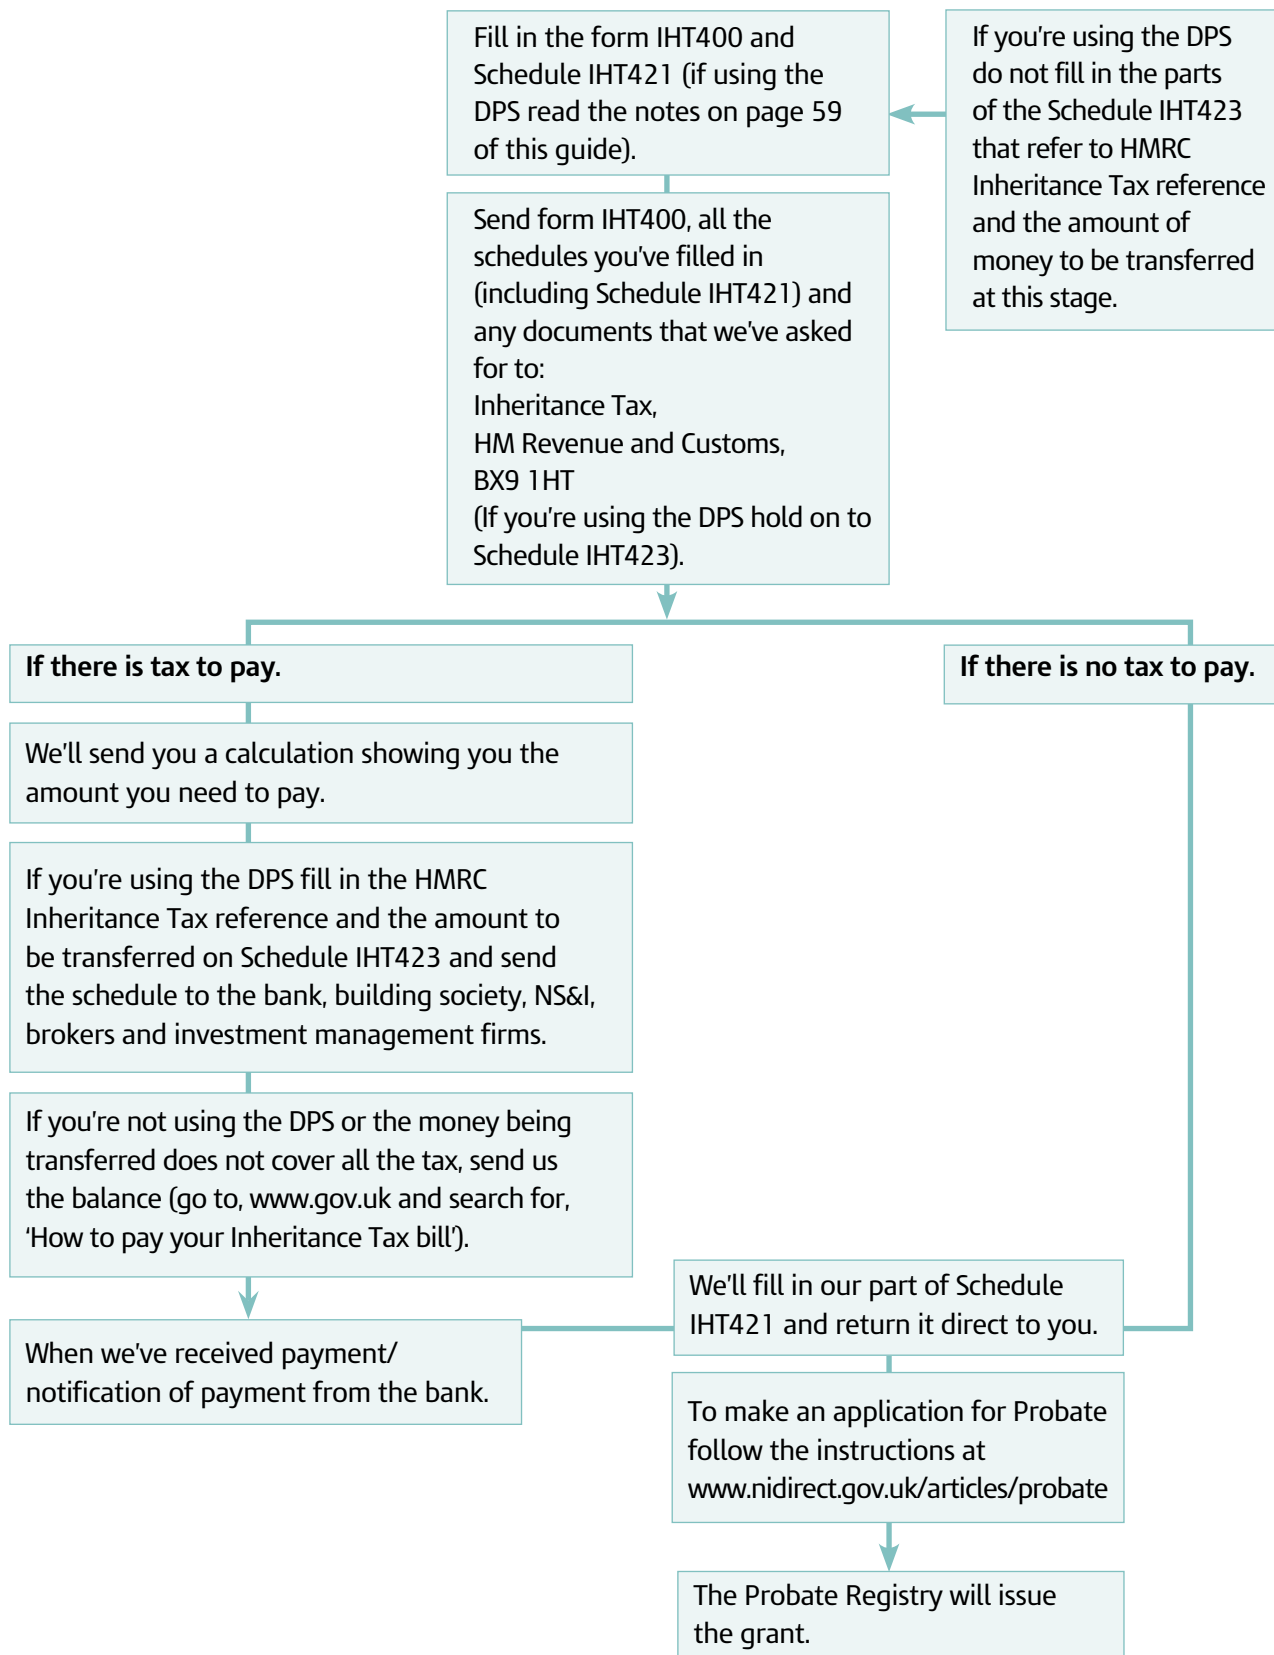 Fill in the form IHT400 and
Schedule IHT421 (if using the
DPS read the notes on page 59
of this guide).
If you're using the DPS
do not fill in the parts
of the Schedule IHT423
that refer to HMRC
Inheritance Tax reference
and the amount of
money to be transferred
at this stage.
Send form IHT400, all the
schedules you've filled in
(including Schedule IHT421) and
any documents that we've asked
for to:
Inheritance Tax,
HM Revenue and Customs,
BX9 1HT
(If you're using the DPS hold on to
Schedule IHT423).
If there is tax to pay.
If there is no tax to pay.
We'll send you a calculation showing you the
amount you need to pay.
If you're using the DPS fill in the HMRC
Inheritance Tax reference and the amount to
be transferred on Schedule IHT423 and send
the schedule to the bank, building society, NS&I,
brokers and investment management firms.
If you're not using the DPS or the money being
transferred does not cover all the tax, send us
the balance (go to, www.gov.uk and search for,
‘How to pay your Inheritance Tax bill’).
When we've received payment/
notification of payment from the bank.
We'll fill in our part of Schedule
IHT421 and return it direct to you.
To make an application for Probate
follow the instructions at
www.nidirect.gov.uk/articles/probate
The Probate Registry will issue
the grant.